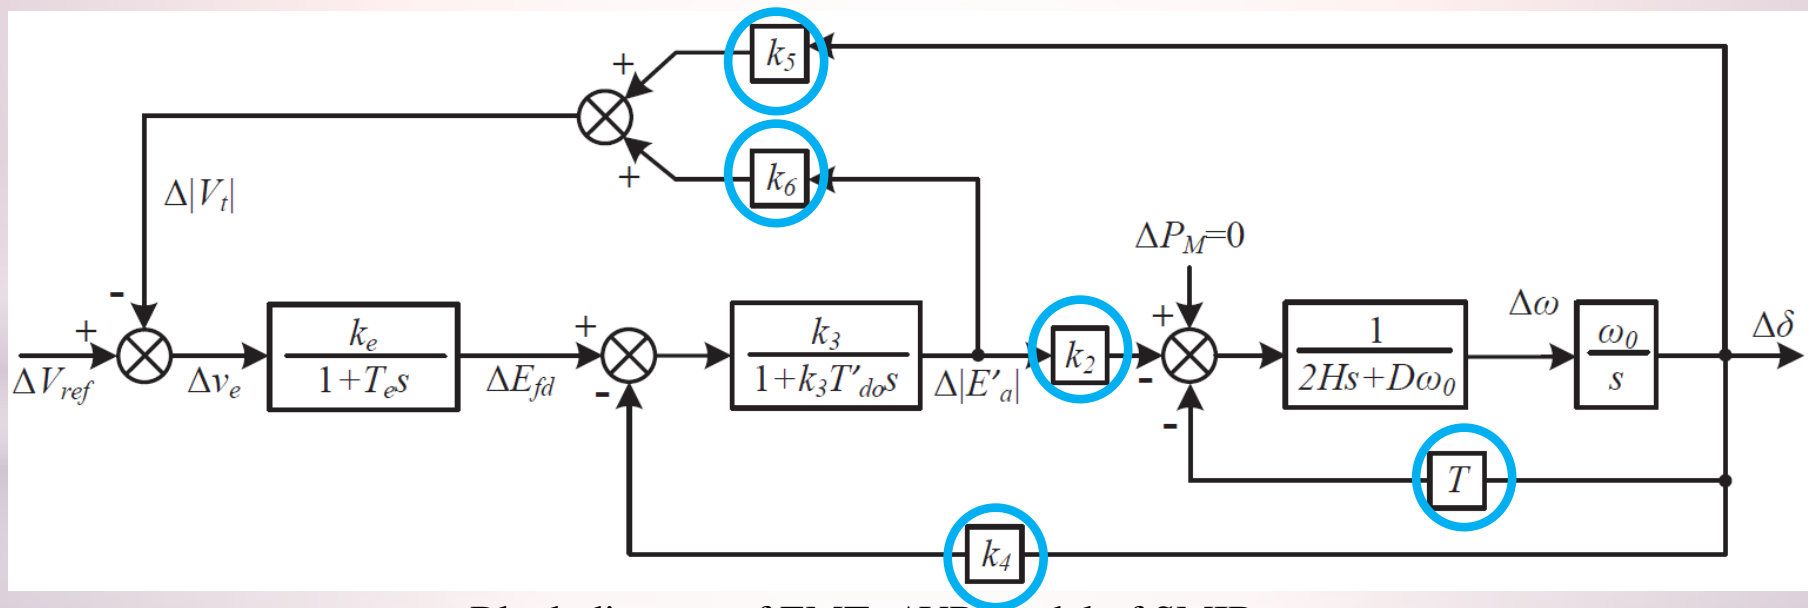 k5
+
+
k6
Δ|Vt|
ΔPM=0
-
+
ΔVref
Δve
ke
1+Tes
ΔEfd
+
-
k3
1+k3T'dos
Δ|E'a|
k2
+
-
-
1
2Hs+Dω0
Δω
ω0
s
Δδ
T
k4